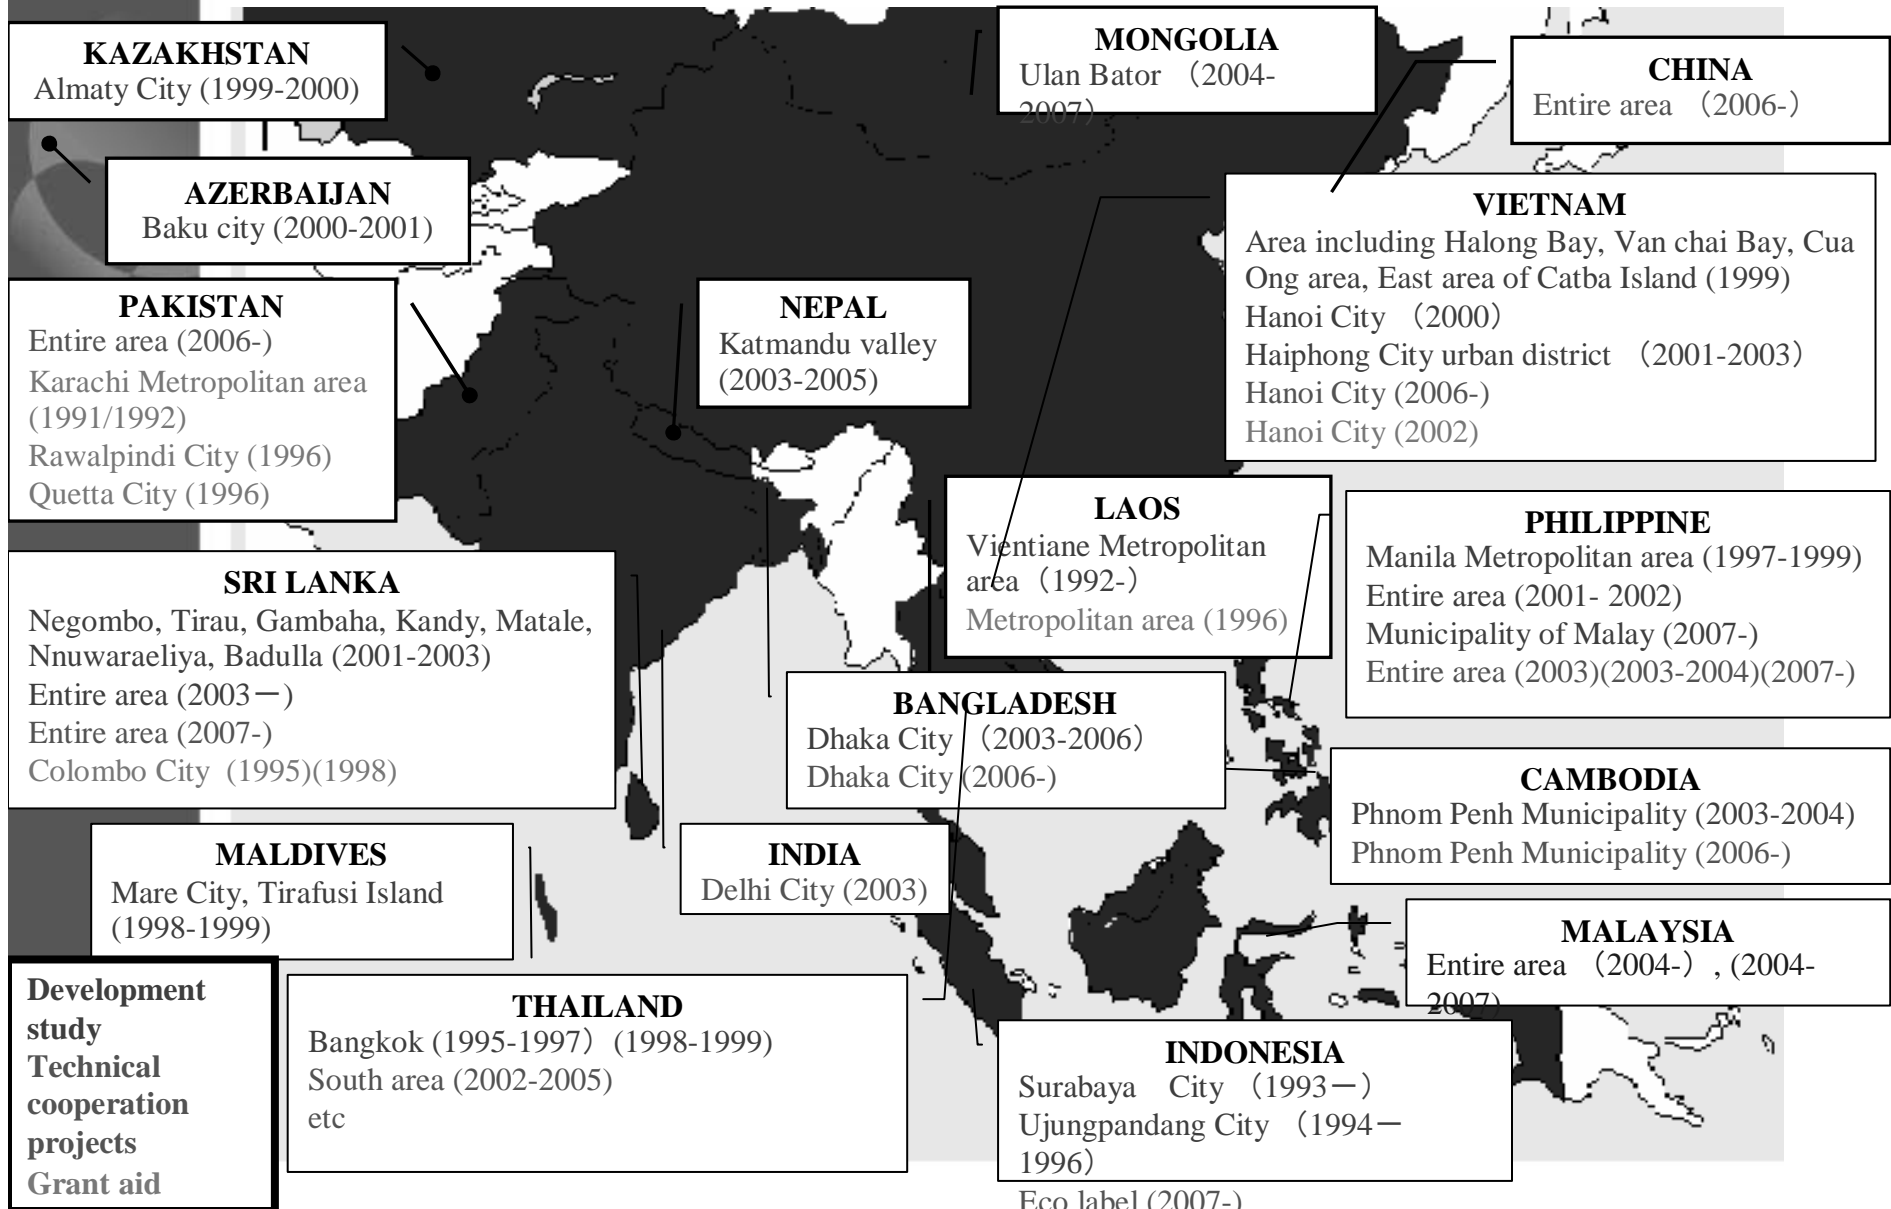 KAZAKHSTAN
Almaty City (1999-2000)
MONGOLIA
Ulan Bator （2004-
2007)
CHINA
Entire area （2006-）
AZERBAIJAN
Baku city (2000-2001)
VIETNAM
Area including Halong Bay, Van chai Bay, Cua
Ong area, East area of Catba Island (1999)
Hanoi City （2000）
Haiphong City urban district （2001-2003）
Hanoi City (2006-)
Hanoi City (2002)
PAKISTAN
Entire area (2006-)
Karachi Metropolitan area
(1991/1992)
Rawalpindi City (1996)
Quetta City (1996)
NEPAL
Katmandu valley
(2003-2005)
LAOS
Vientiane Metropolitan
area（1992-）
Metropolitan area (1996)
PHILIPPINE
Manila Metropolitan area (1997-1999)
Entire area (2001- 2002)
Municipality of Malay (2007-)
Entire area (2003)(2003-2004)(2007-)
SRI LANKA
Negombo, Tirau, Gambaha, Kandy, Matale,
Nnuwaraeliya, Badulla (2001-2003)
Entire area (2003－)
Entire area (2007-)
Colombo City (1995)(1998)
BANGLADESH
Dhaka City （2003-2006）
Dhaka City (2006-)
CAMBODIA
Phnom Penh Municipality (2003-2004)
Phnom Penh Municipality (2006-)
MALDIVES
Mare City, Tirafusi Island
(1998-1999)
INDIA
Delhi City (2003)
MALAYSIA
Entire area （2004-）, (2004-
2007)
Development
study
Technical
cooperation
projects
Grant aid
THAILAND
Bangkok (1995-1997）(1998-1999)
South area (2002-2005)
etc
INDONESIA
Surabaya　City （1993－）
Ujungpandang City （1994－
1996）
Eco label (2007-)